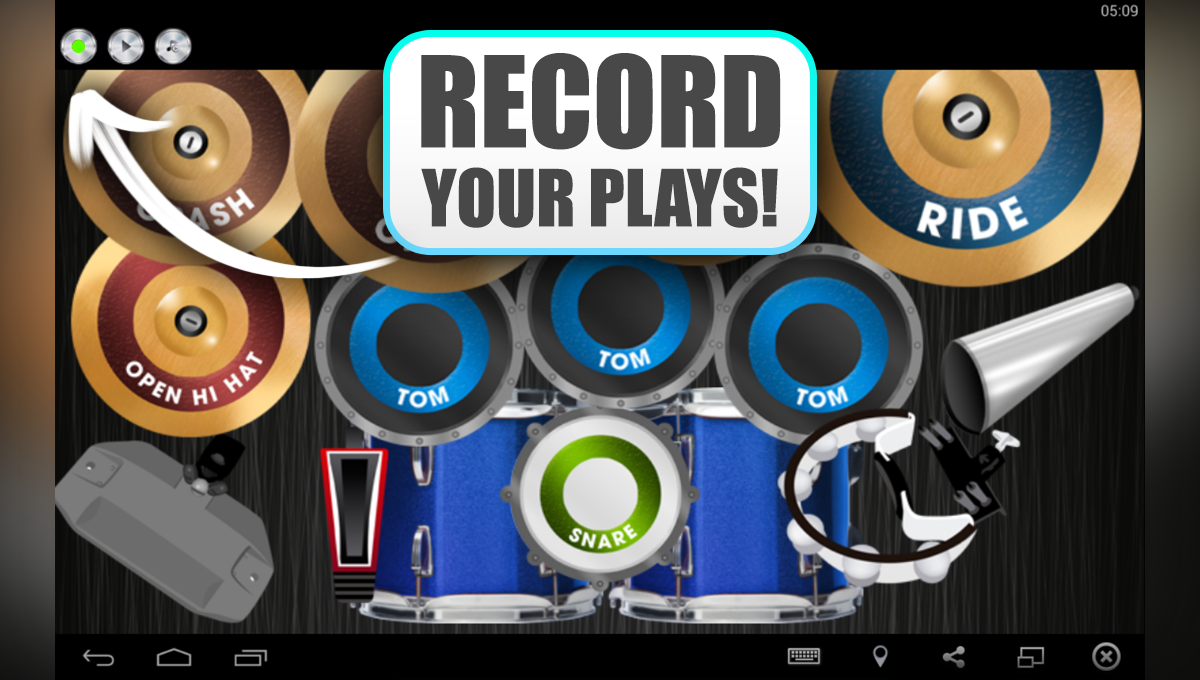 05:09
RECORD
YOUR PLAYS!
RIDE
OPEN HI HAT
TOM
TOM
TOM
SNARE